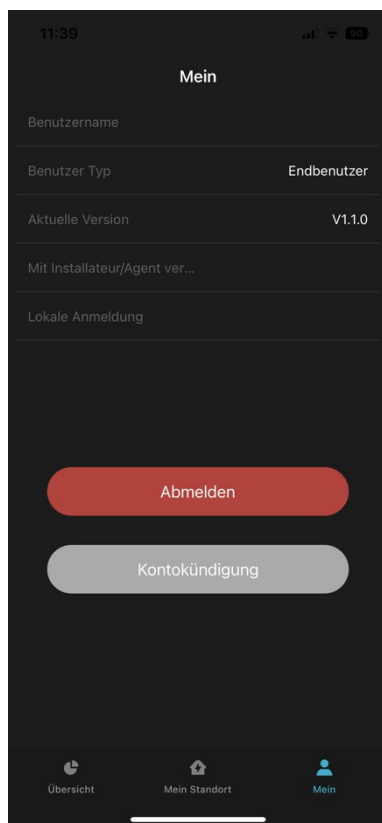 11:39
90
Mein
Benutzername
Benutzer Typ Endbenutzer
Aktuelle Version V1.1.0
Mit Installateur/Agent ver...
Lokale Anmeldung
Abmelden
Kontokündigung
Übersicht Mein Standort Mein